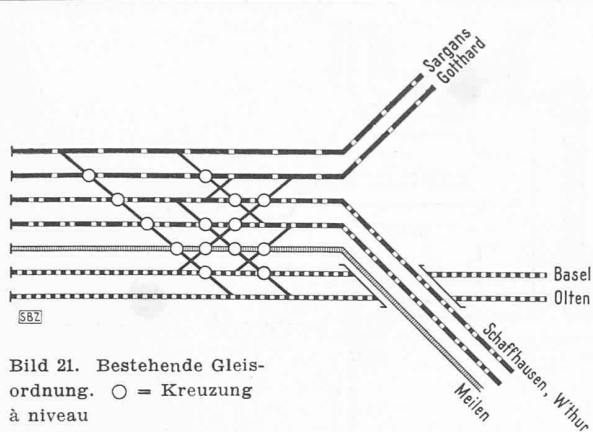 Sargans
Gotthard
Basel
Olten
Schaffhausen, W'thur
Meilen
SBZ
Bild 21. Bestehende Gleis-
ordnung. ○ = Kreuzung
à niveau